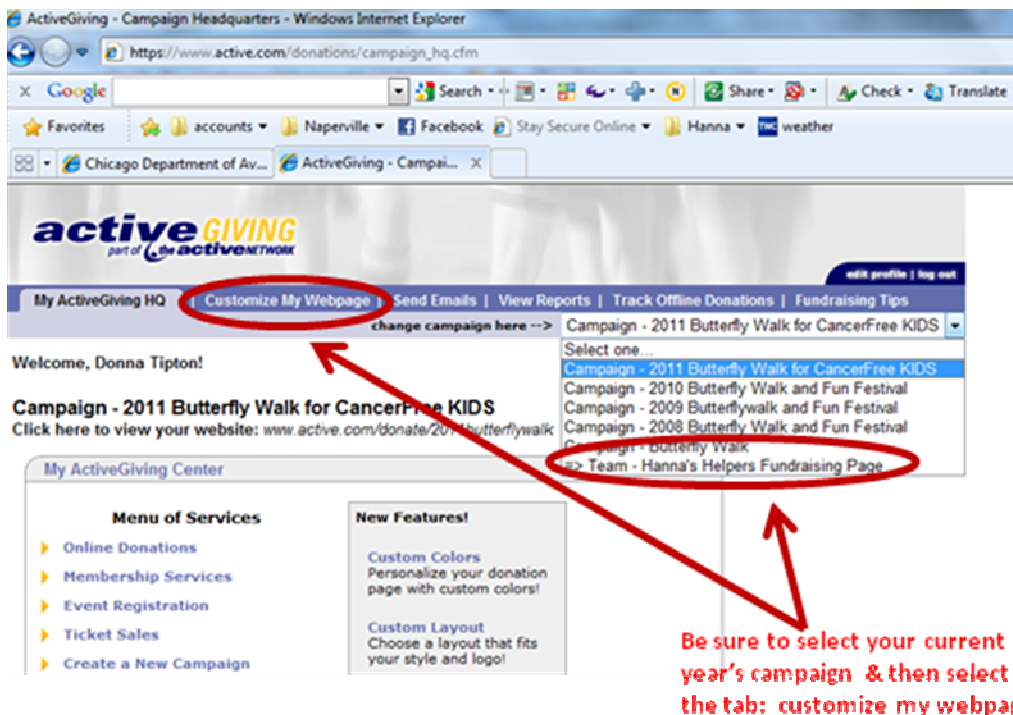 ActiveGiving - Campaign Headquarters - Windows Internet Explorer
https://www.active.com/donations/campaign_hq.cfm
x Google Search Share Check Translate
Favorites accounts Naperville Facebook Stay Secure Online Hanna weather
Chicago Department of Av... ActiveGiving - Campai... X
active GIVING
part of the active NETWORK
edit profile | log out
My ActiveGiving HQ | Customize My Webpage | Send Emails | View Reports | Track Offline Donations | Fundraising Tips
change campaign here --> Campaign - 2011 Butterfly Walk for CancerFree KIDS
Select one...
Campaign - 2011 Butterfly Walk for CancerFree KIDS
Campaign - 2010 Butterfly Walk and Fun Festival
Campaign - 2009 Butterflywalk and Fun Festival
Campaign - 2008 Butterfly Walk and Fun Festival
Campaign - Butterfly Walk
=> Team - Hanna's Helpers Fundraising Page
Welcome, Donna Tipton!
Campaign - 2011 Butterfly Walk for CancerFree KIDS
Click here to view your website: www.active.com/donate/2011butterflywalk
My ActiveGiving Center
Menu of Services
Online Donations
Membership Services
Event Registration
Ticket Sales
Create a New Campaign
New Features!
Custom Colors
Personalize your donation
page with custom colors!
Custom Layout
Choose a layout that fits
your style and logo!
Be sure to select your current
year's campaign & then select
the tab: customize my webpag